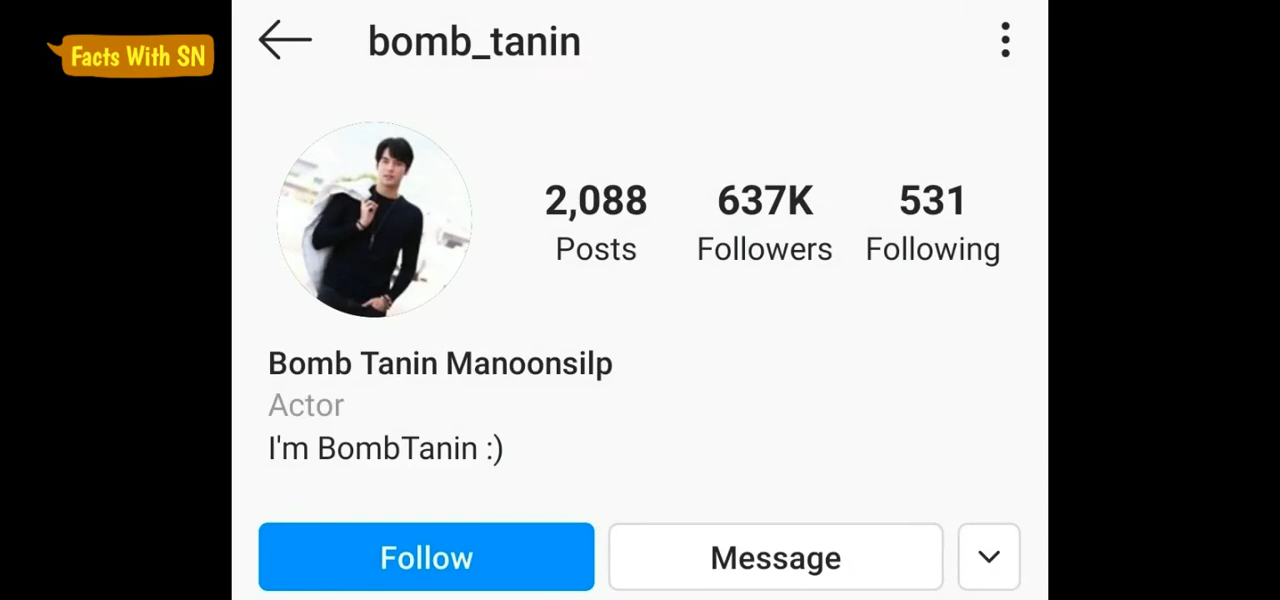 Facts With SN
bomb_tanin
2,088 637K 531
Posts Followers Following
Bomb Tanin Manoonsilp
Actor
I'm BombTanin :)
Follow Message